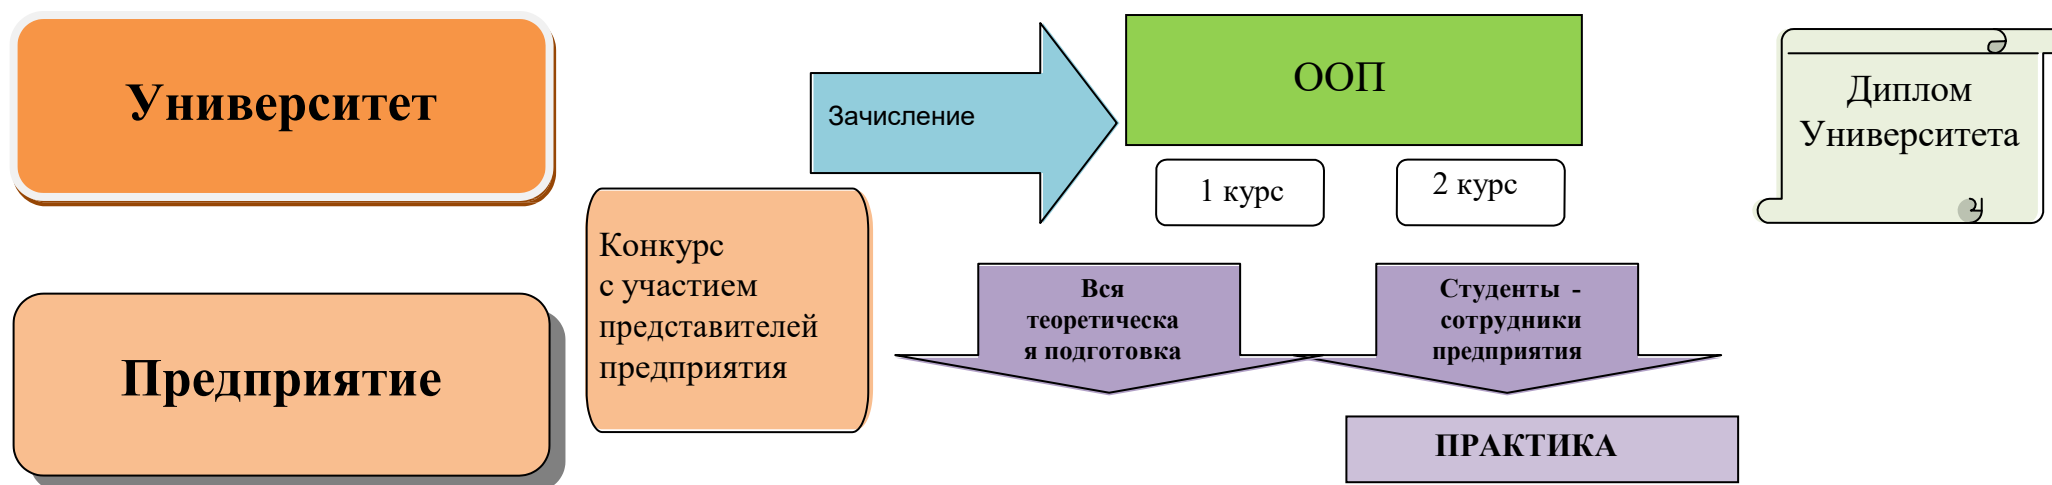 Университет
Предприятие
Конкурс
с участием
представителей
предприятия
Зачисление
ООП
1 курс
2 курс
Вся
теоретическа
я подготовка
Студенты -
сотрудники
предприятия
ПРАКТИКА
Диплом
Университета